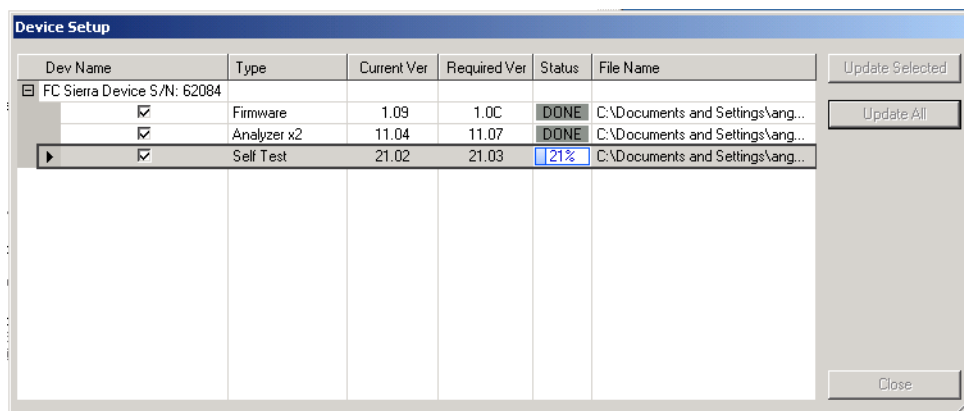 Device Setup
Dev Name Type Current Ver Required Ver Status File Name
FC Sierra Device S/N: 62084
Firmware 1.09 1.0C DONE C:\Documents and Settings\ang...
Analyzer x2 11.04 11.07 DONE C:\Documents and Settings\ang...
Self Test 21.02 21.03 21% C:\Documents and Settings\ang...
Update Selected
Update All
Close